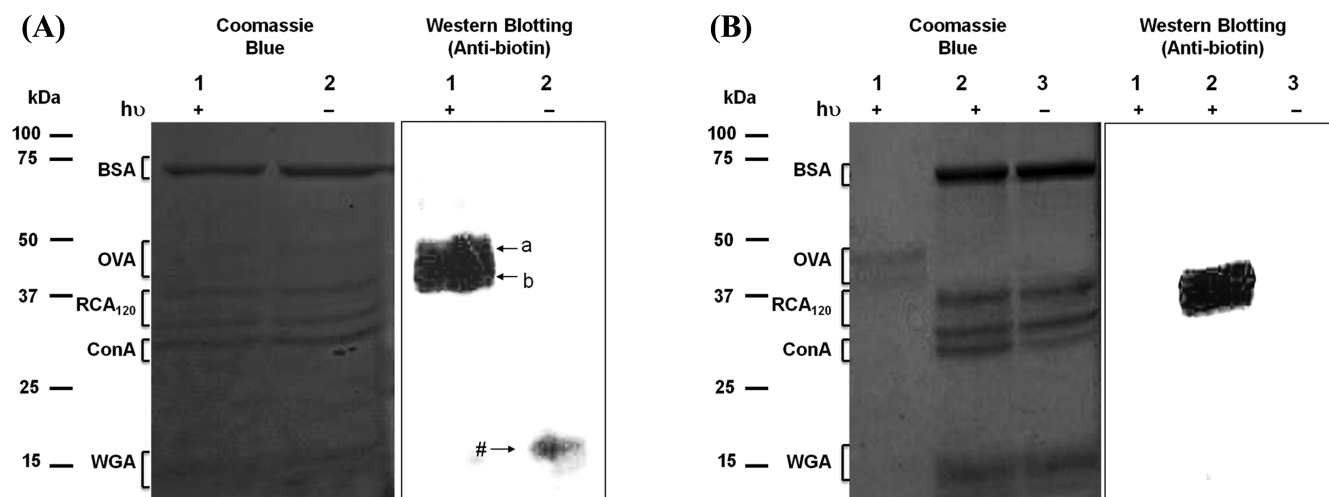 (A)
Coomassie
Blue
Western Blotting
(Anti-biotin)
1 2 1 2
kDa
hυ + – + –
100
75
BSA
50
OVA
a
b
37
RCA120
ConA
25
#
WGA
15
(B)
Coomassie
Blue
Western Blotting
(Anti-biotin)
1 2 3 1 2 3
kDa
hυ + + – + + –
100
75
BSA
50
OVA
37
RCA120
ConA
25
WGA
15